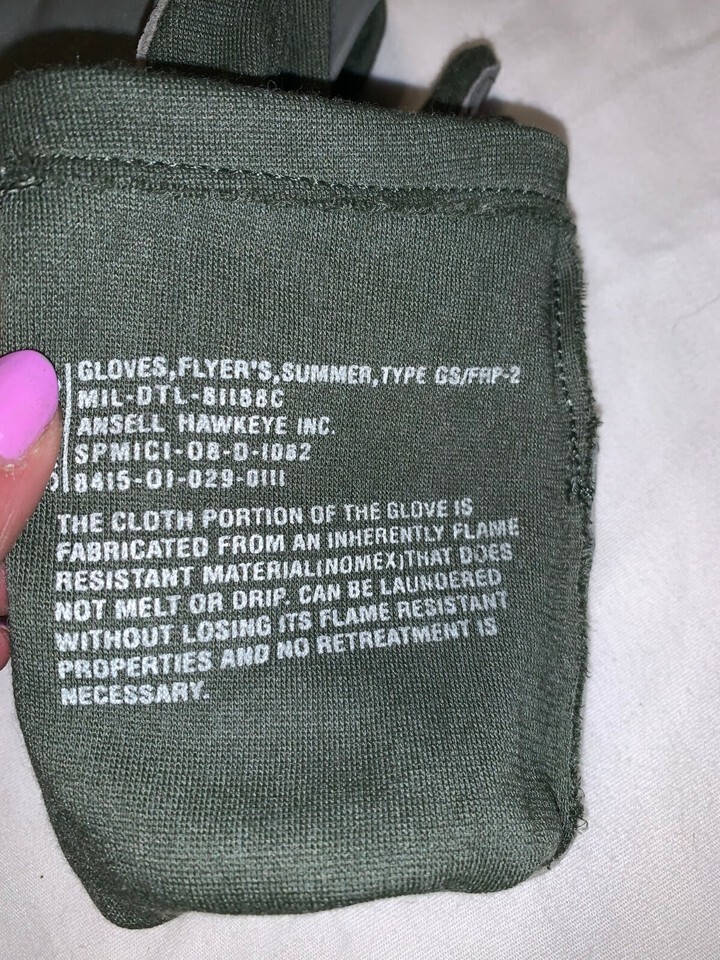 GLOVES,FLYER'S,SUMMER,TYPE GS/FRP-2
MIL-DTL-81188C
ANSELL HAWKEYE INC.
SPM1C1-08-D-1082
8415-01-029-0111
THE CLOTH PORTION OF THE GLOVE IS
FABRICATED FROM AN INHERENTLY FLAME
RESISTANT MATERIAL(NOMEX)THAT DOES
NOT MELT OR DRIP. CAN BE LAUNDERED
WITHOUT LOSING ITS FLAME RESISTANT
PROPERTIES AND NO RETREATMENT IS
NECESSARY.